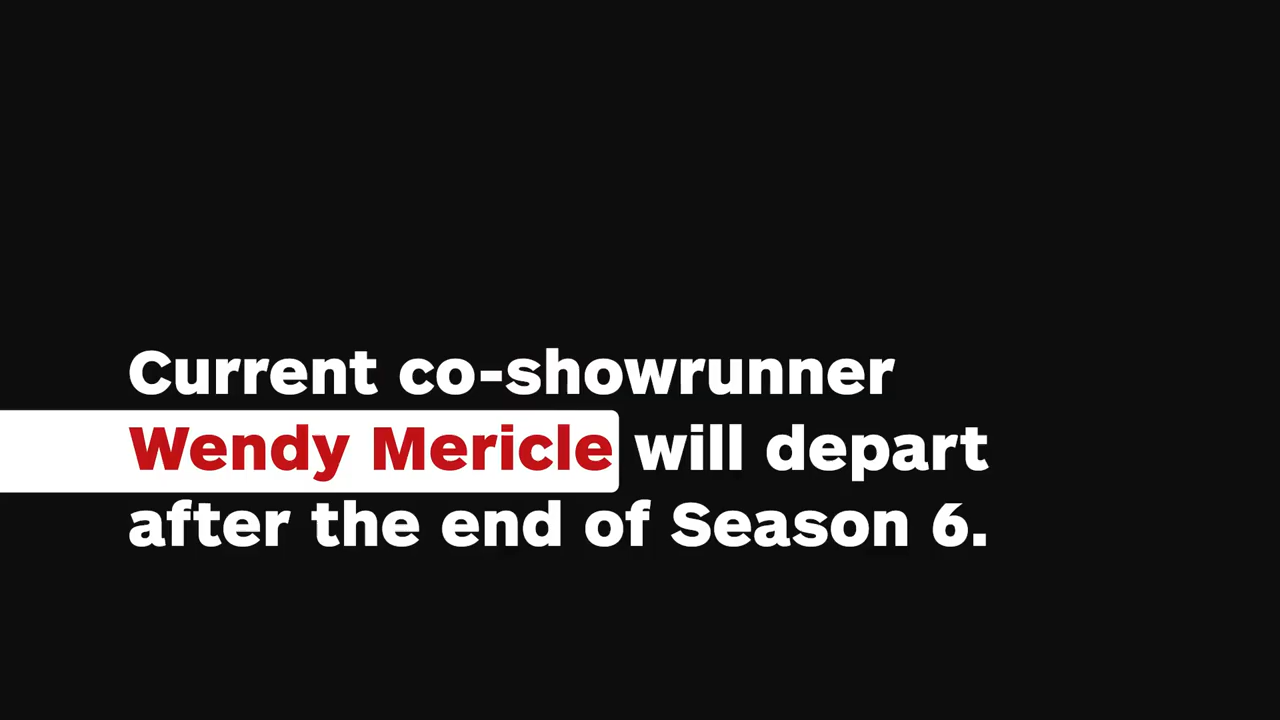 Current co-showrunner
Wendy Mericle will depart
after the end of Season 6.